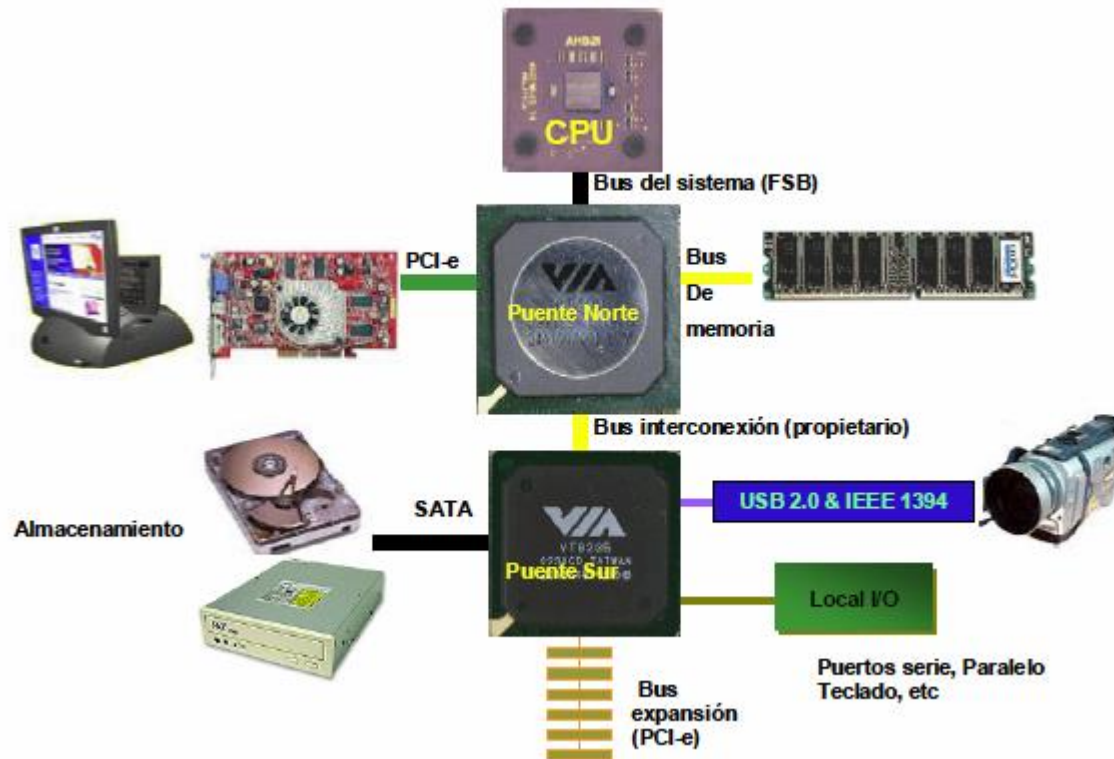 AMD
CPU
Bus del sistema (FSB)
PCI-e
VIA
Puente Norte
Bus
De
memoria
Bus interconexión (propietario)
Almacenamiento
SATA
VIA
Puente Sur
USB 2.0 & IEEE 1394
Local I/O
Puertos serie, Paralelo
Teclado, etc
Bus
expansión
(PCI-e)